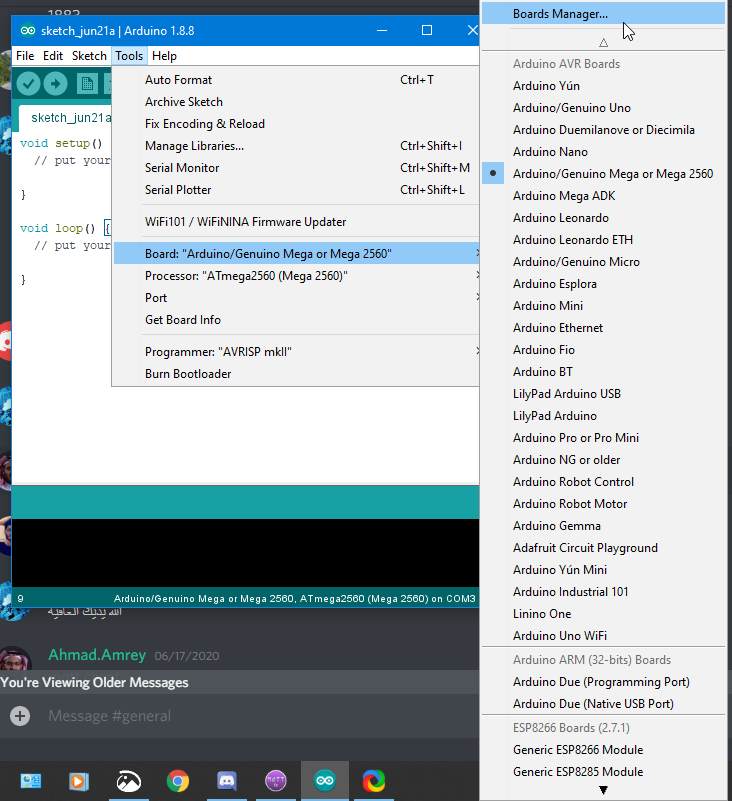 1883
sketch_jun21a | Arduino 1.8.8
File Edit Sketch Tools Help
sketch_jun21a
void setup()
// put your
}
void loop() {
// put your
}
Auto Format Ctrl+T
Archive Sketch
Fix Encoding & Reload
Manage Libraries... Ctrl+Shift+I
Serial Monitor Ctrl+Shift+M
Serial Plotter Ctrl+Shift+L
WiFi101 / WiFiNINA Firmware Updater
Board: "Arduino/Genuino Mega or Mega 2560"
Processor: "ATmega2560 (Mega 2560)"
Port
Get Board Info
Programmer: "AVRISP mkII"
Burn Bootloader
Boards Manager...
Arduino AVR Boards
Arduino Yún
Arduino/Genuino Uno
Arduino Duemilanove or Diecimila
Arduino Nano
Arduino/Genuino Mega or Mega 2560
Arduino Mega ADK
Arduino Leonardo
Arduino Leonardo ETH
Arduino/Genuino Micro
Arduino Esplora
Arduino Mini
Arduino Ethernet
Arduino Fio
Arduino BT
LilyPad Arduino USB
LilyPad Arduino
Arduino Pro or Pro Mini
Arduino NG or older
Arduino Robot Control
Arduino Robot Motor
Arduino Gemma
Adafruit Circuit Playground
Arduino Yún Mini
Arduino Industrial 101
Linino One
Arduino Uno WiFi
Arduino ARM (32-bits) Boards
Arduino Due (Programming Port)
Arduino Due (Native USB Port)
ESP8266 Boards (2.7.1)
Generic ESP8266 Module
Generic ESP8285 Module
9 Arduino/Genuino Mega or Mega 2560, ATmega2560 (Mega 2560) on COM3
Ahmad.Amrey 06/17/2020
You're Viewing Older Messages
Message #general